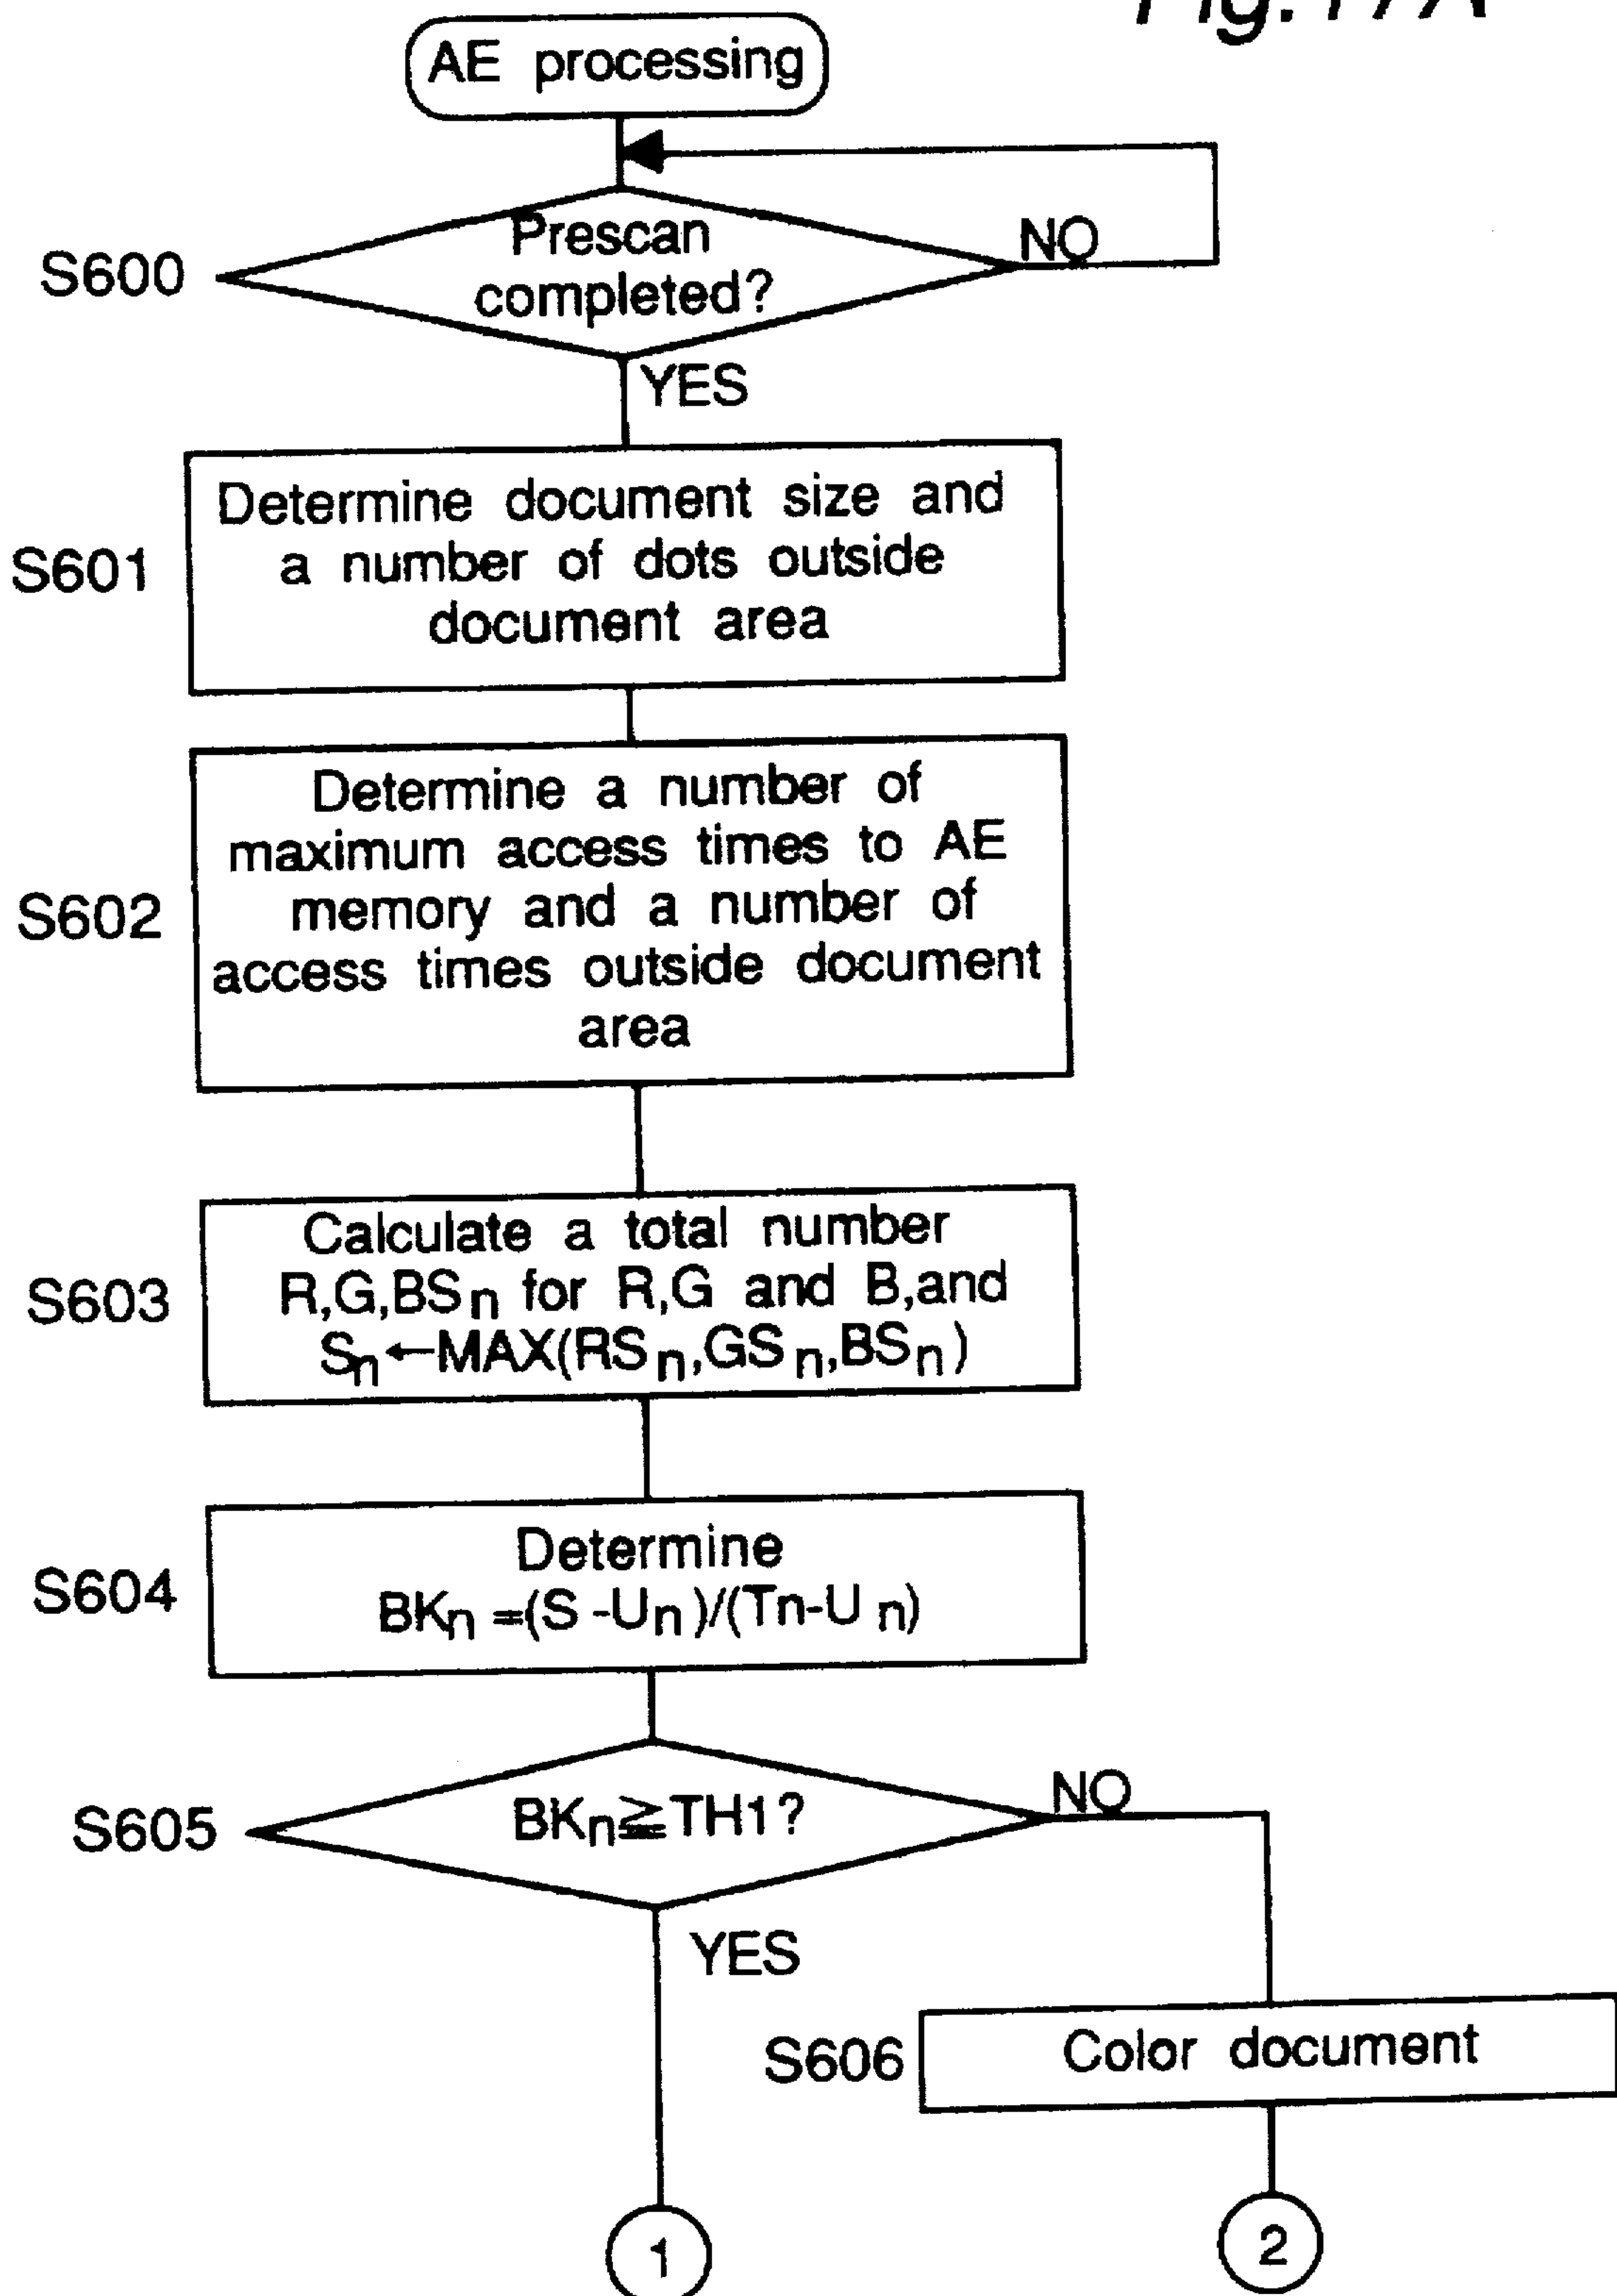 Fig.17A
AE processing
Prescan
completed?
NO
S600
YES
Determine document size and
a number of dots outside
document area
S601
Determine a number of
maximum access times to AE
memory and a number of
access times outside document
area
S602
Calculate a total number
R,G,BSn for R,G and B,and
Sn←MAX(RSn,GSn,BSn)
S603
Determine
BKn=(S -Un)/(Tn-Un)
S604
BKn≧TH1?
NO
S605
YES
S606
Color document
1
2